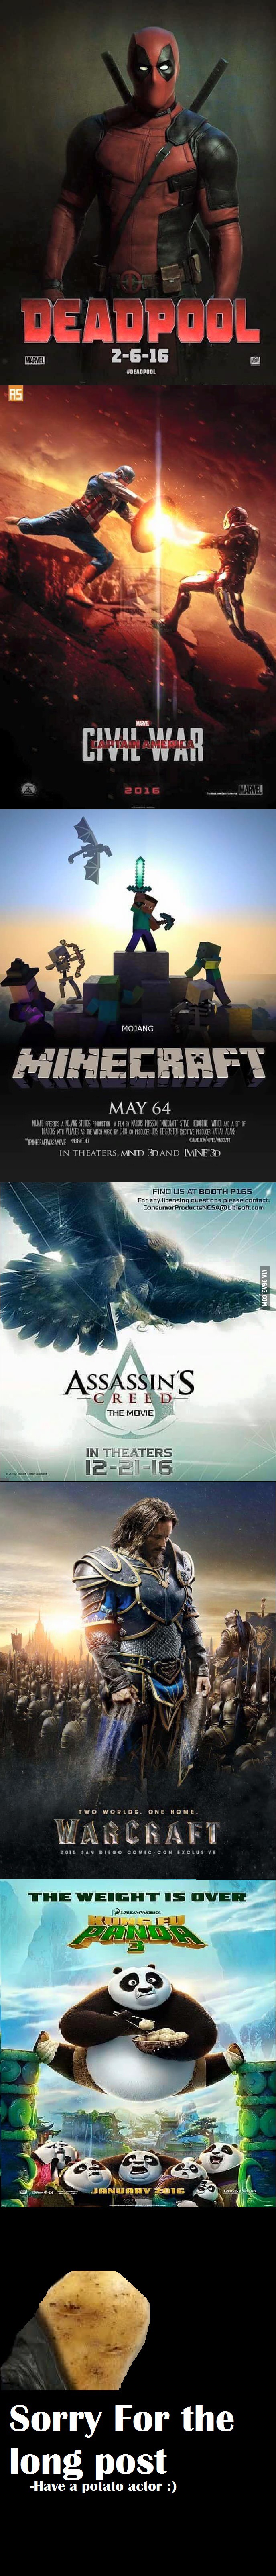 DEADPOOL
2-6-16
MARVEL
#DEADPOOL
AS
MARVEL
CIVIL WAR
CAPTAIN AMERICA
2016
MARVEL
MOJANG
MINECRAFT
MAY 64
IN THEATERS, MINED 3D AND IMINE 3D
FIND US AT BOOTH P165
For any licensing questions please contact:
ConsumerProductsNCSA@Ubisoft.com
VIA 9GAG.COM
ASSASSIN'S
CREED
THE MOVIE
IN THEATERS
12-21-16
TWO WORLDS. ONE HOME.
WARCRAFT
2015 SAN DIEGO COMIC-CON EXCLUSIVE
THE WEIGHT IS OVER
DREAMWORKS
KUNG FU
PANDA
3
JANUARY 2016
Sorry For the
long post
-Have a potato actor :)